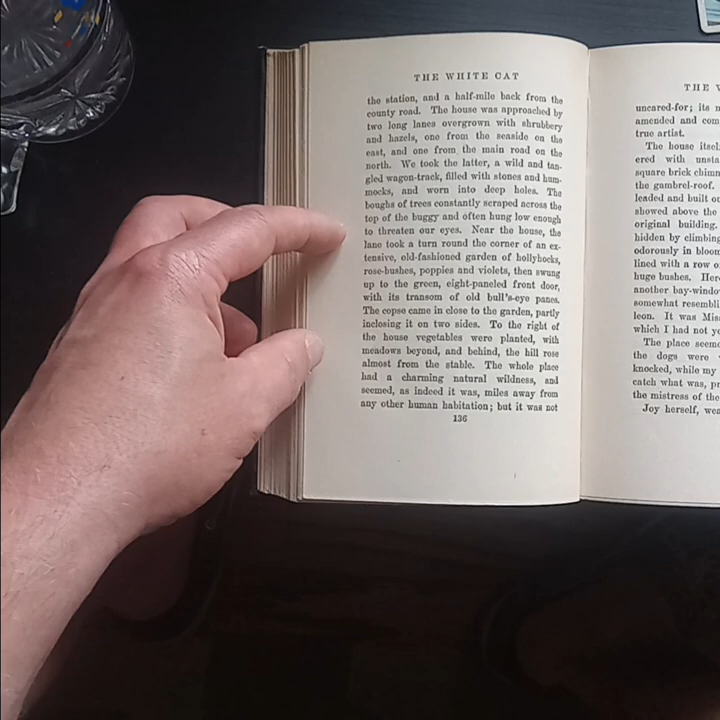 THE WHITE CAT
the station, and a half-mile back from the
county road. The house was approached by
two long lanes overgrown with shrubbery
and hazels, one from the seaside on the
east, and one from the main road on the
north. We took the latter, a wild and tan-
gled wagon-track, filled with stones and hum-
mocks, and worn into deep holes. The
boughs of trees constantly scraped across the
top of the buggy and often hung low enough
to threaten our eyes. Near the house, the
lane took a turn round the corner of an ex-
tensive, old-fashioned garden of hollyhocks,
rose-bushes, poppies and violets, then swung
up to the green, eight-paneled front door,
with its transom of old bull's-eye panes.
The copse came in close to the garden, partly
inclosing it on two sides. To the right of
the house vegetables were planted, with
meadows beyond, and behind, the hill rose
almost from the stable. The whole place
had a charming natural wildness, and
seemed, as indeed it was, miles away from
any other human habitation; but it was not
136
THE
uncared-for; its
amended and com
true artist.
The house itsel
ered with unsta
square brick chimn
the gambrel-roof.
leaded and built ou
showed above the
original building.
hidden by climbing
odorously in bloom
lined with a row o
huge bushes. Her
another bay-windo
somewhat resembli
leon. It was Mis
which I had not ye
The place seem
the dogs were
knocked, while my
catch what was, pr
the mistress of the
Joy herself, wea